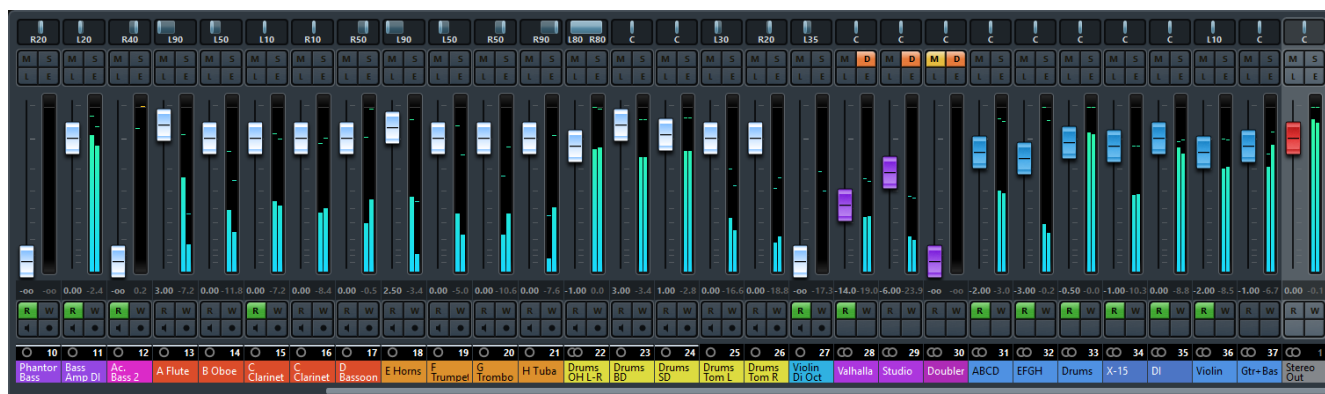 R20 L20 R40 L90 L50 L10 R10 R50 L90 L50 R50 R90 L80 R80 C C L30 R20 L35 C C C C C C C C L10 C C
M S M S M S M S M S M S M S M S M S M S M S M S M S M S M S M S M S M S M D M D M D M S M S M S M S M S M S M S M S
L E L E L E L E L E L E L E L E L E L E L E L E L E L E L E L E L E L E L E L E L E L E L E L E L E L E L E L E L E
-oo -oo 0.00 -2.4 -oo 0.2 3.00 -7.2 0.00 -11.8 0.00 -7.2 0.00 -8.4 0.00 -0.5 2.50 -3.4 0.00 -5.0 0.00 -10.6 0.00 -7.6 -1.00 0.0 3.00 -3.4 1.00 -2.8 0.00 -16.6 0.00 -18.8 -oo -17.3 -14.0 -19.0 -6.00 -23.9 -oo -oo -2.00 -3.0 -3.00 -0.2 -0.50 -0.0 -1.00 -10.3 0.00 -8.8 -2.00 -8.5 -1.00 -6.7 0.00 -0.1
R W R W R W R W R W R W R W R W R W R W R W R W R W R W R W R W R W R W R W R W R W R W R W R W R W R W R W R W R W
10 11 12 13 14 15 16 17 18 19 20 21 22 23 24 25 26 27 28 29 30 31 32 33 34 35 36 37 1
Phantor Bass Ac. A Flute B Oboe C C D E Horns F G H Tuba Drums Drums Drums Drums Drums Violin Valhalla Studio Doubler ABCD EFGH Drums X-15 DI Violin Gtr+Bas Stereo
Bass Amp DI Bass 2 Clarinet Clarinet Bassoon Trumpet Trombo OH L-R BD SD Tom L Tom R Di Oct Out